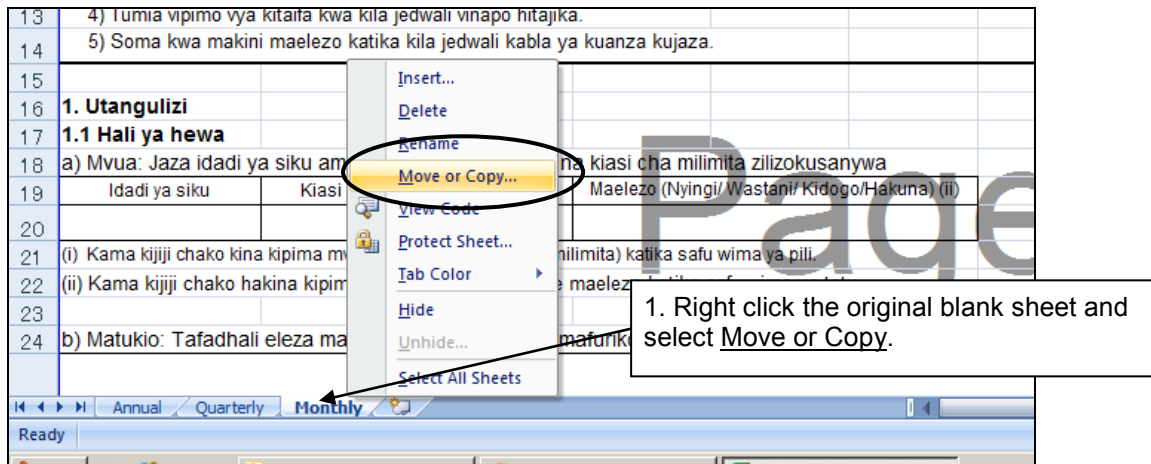 13 4) Tumia vipimo vya kitaifa kwa kila jedwali vinapo hitajika.
14 5) Soma kwa makini maelezo katika kila jedwali kabla ya kuanza kujaza.
15
16 1. Utangulizi
17 1.1 Hali ya hewa
18 a) Mvua: Jaza idadi ya siku am na kiasi cha milimita zilizokusanywa
19 Idadi ya siku Kiasi Maelezo (Nyingi/ Wastani/ Kidogo/Hakuna) (ii)
20
21 (i) Kama kijiji chako kina kipima mv milimita) katika safu wima ya pili.
22 (ii) Kama kijiji chako hakina kipim
23
24 b) Matukio: Tafadhali eleza ma mafuriko
Page
Insert...
Delete
Rename
Move or Copy...
View Code
Protect Sheet...
Tab Color
Hide
Unhide...
Select All Sheets
1. Right click the original blank sheet and
select Move or Copy.
Annual Quarterly Monthly
Ready